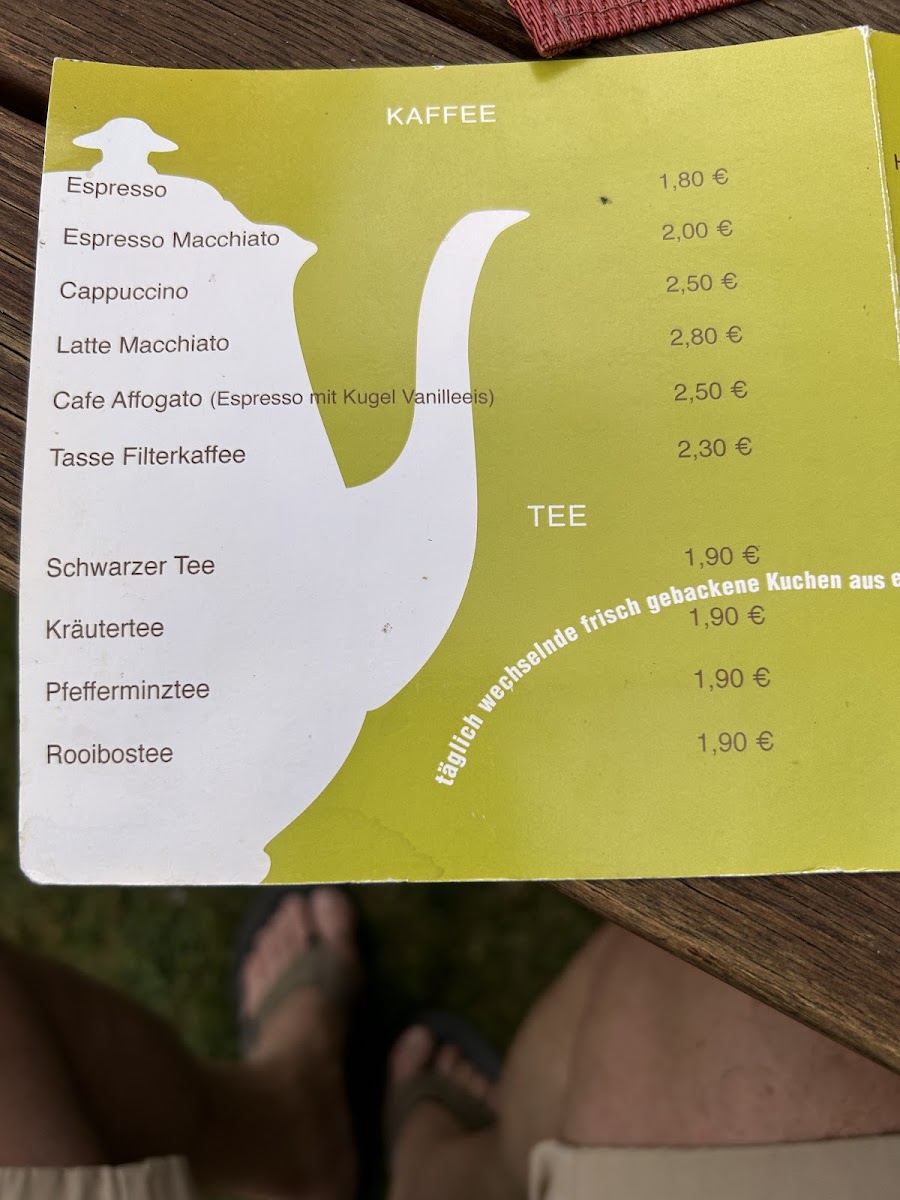 KAFFEE
Espresso 1,80 €
Espresso Macchiato 2,00 €
Cappuccino 2,50 €
Latte Macchiato 2,80 €
Cafe Affogato (Espresso mit Kugel Vanilleeis) 2,50 €
Tasse Filterkaffee 2,30 €
TEE
Schwarzer Tee 1,90 €
Kräutertee 1,90 €
Pfefferminztee 1,90 €
Rooibostee 1,90 €
täglich wechselnde frisch gebackene Kuchen aus